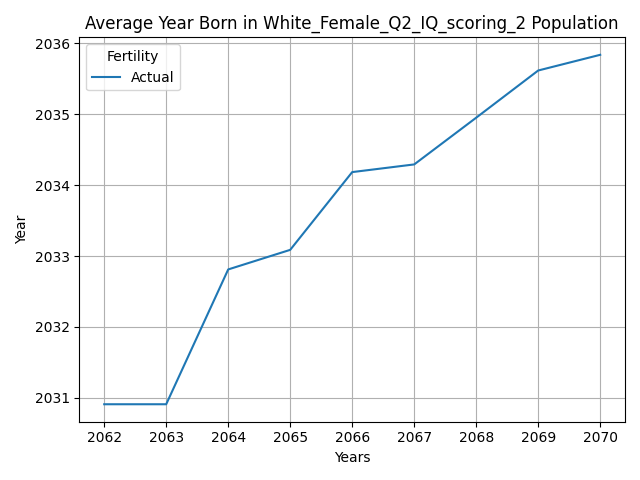 Average Year Born in White_Female_Q2_IQ_scoring_2 Population
Fertility
Actual
2036
2035
2034
2033
2032
2031
Year
2062 2063 2064 2065 2066 2067 2068 2069 2070
Years